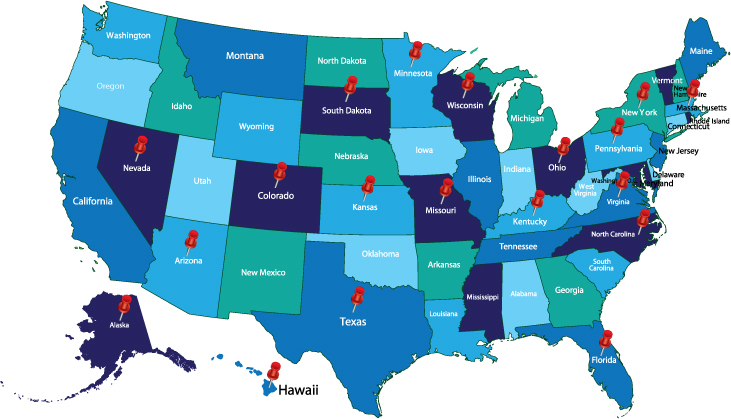 Washington
Montana
North Dakota
Minnesota
Maine
Vermont
New
Hampshire
Oregon
Idaho
South Dakota
Wisconsin
Michigan
New York
Massachusetts
Rhode Island
Connecticut
Wyoming
Nevada
Nebraska
Iowa
Pennsylvania
New Jersey
Utah
Colorado
Illinois
Indiana
Ohio
Delaware
Maryland
West
Virginia
Virginia
California
Kansas
Missouri
Kentucky
North Carolina
Arizona
New Mexico
Oklahoma
Arkansas
Tennessee
South
Carolina
Texas
Louisiana
Mississippi
Alabama
Georgia
Alaska
Florida
Hawaii